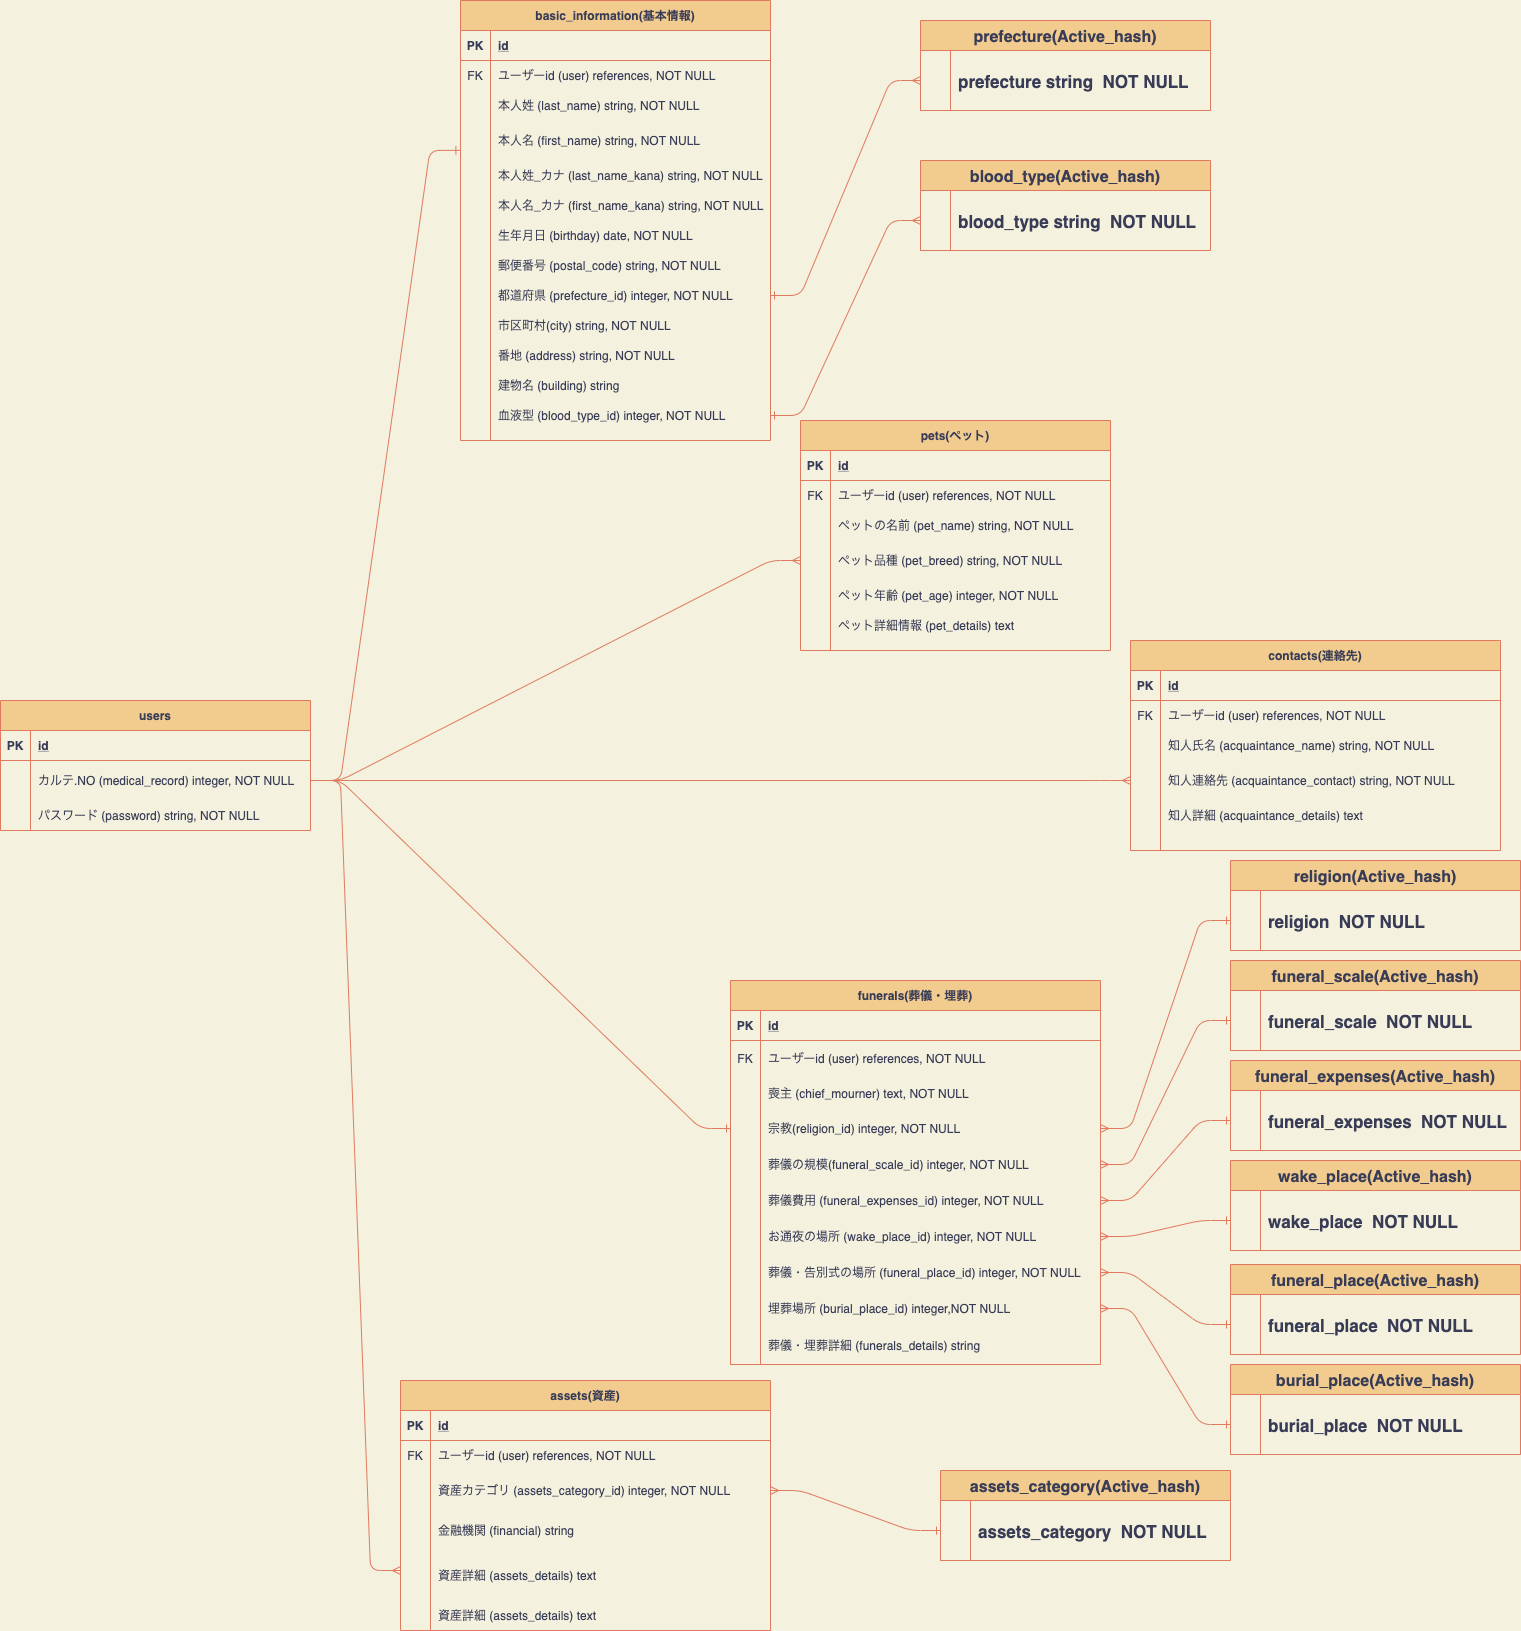 basic_information(基本情報)
PK id
FK ユーザーid (user) references, NOT NULL
本人姓 (last_name) string, NOT NULL
本人名 (first_name) string, NOT NULL
本人姓_カナ (last_name_kana) string, NOT NULL
本人名_カナ (first_name_kana) string, NOT NULL
生年月日 (birthday) date, NOT NULL
郵便番号 (postal_code) string, NOT NULL
都道府県 (prefecture_id) integer, NOT NULL
市区町村(city) string, NOT NULL
番地 (address) string, NOT NULL
建物名 (building) string
血液型 (blood_type_id) integer, NOT NULL
prefecture(Active_hash)
prefecture string  NOT NULL
blood_type(Active_hash)
blood_type string  NOT NULL
pets(ペット)
PK id
FK ユーザーid (user) references, NOT NULL
ペットの名前 (pet_name) string, NOT NULL
ペット品種 (pet_breed) string, NOT NULL
ペット年齢 (pet_age) integer, NOT NULL
ペット詳細情報 (pet_details) text
contacts(連絡先)
PK id
FK ユーザーid (user) references, NOT NULL
知人氏名 (acquaintance_name) string, NOT NULL
知人連絡先 (acquaintance_contact) string, NOT NULL
知人詳細 (acquaintance_details) text
users
PK id
カルテ.NO (medical_record) integer, NOT NULL
パスワード (password) string, NOT NULL
funerals(葬儀・埋葬)
PK id
FK ユーザーid (user) references, NOT NULL
喪主 (chief_mourner) text, NOT NULL
宗教(religion_id) integer, NOT NULL
葬儀の規模(funeral_scale_id) integer, NOT NULL
葬儀費用 (funeral_expenses_id) integer, NOT NULL
お通夜の場所 (wake_place_id) integer, NOT NULL
葬儀・告別式の場所 (funeral_place_id) integer, NOT NULL
埋葬場所 (burial_place_id) integer,NOT NULL
葬儀・埋葬詳細 (funerals_details) string
religion(Active_hash)
religion  NOT NULL
funeral_scale(Active_hash)
funeral_scale  NOT NULL
funeral_expenses(Active_hash)
funeral_expenses  NOT NULL
wake_place(Active_hash)
wake_place  NOT NULL
funeral_place(Active_hash)
funeral_place  NOT NULL
burial_place(Active_hash)
burial_place  NOT NULL
assets(資産)
PK id
FK ユーザーid (user) references, NOT NULL
資産カテゴリ (assets_category_id) integer, NOT NULL
金融機関 (financial) string
資産詳細 (assets_details) text
資産詳細 (assets_details) text
assets_category(Active_hash)
assets_category  NOT NULL